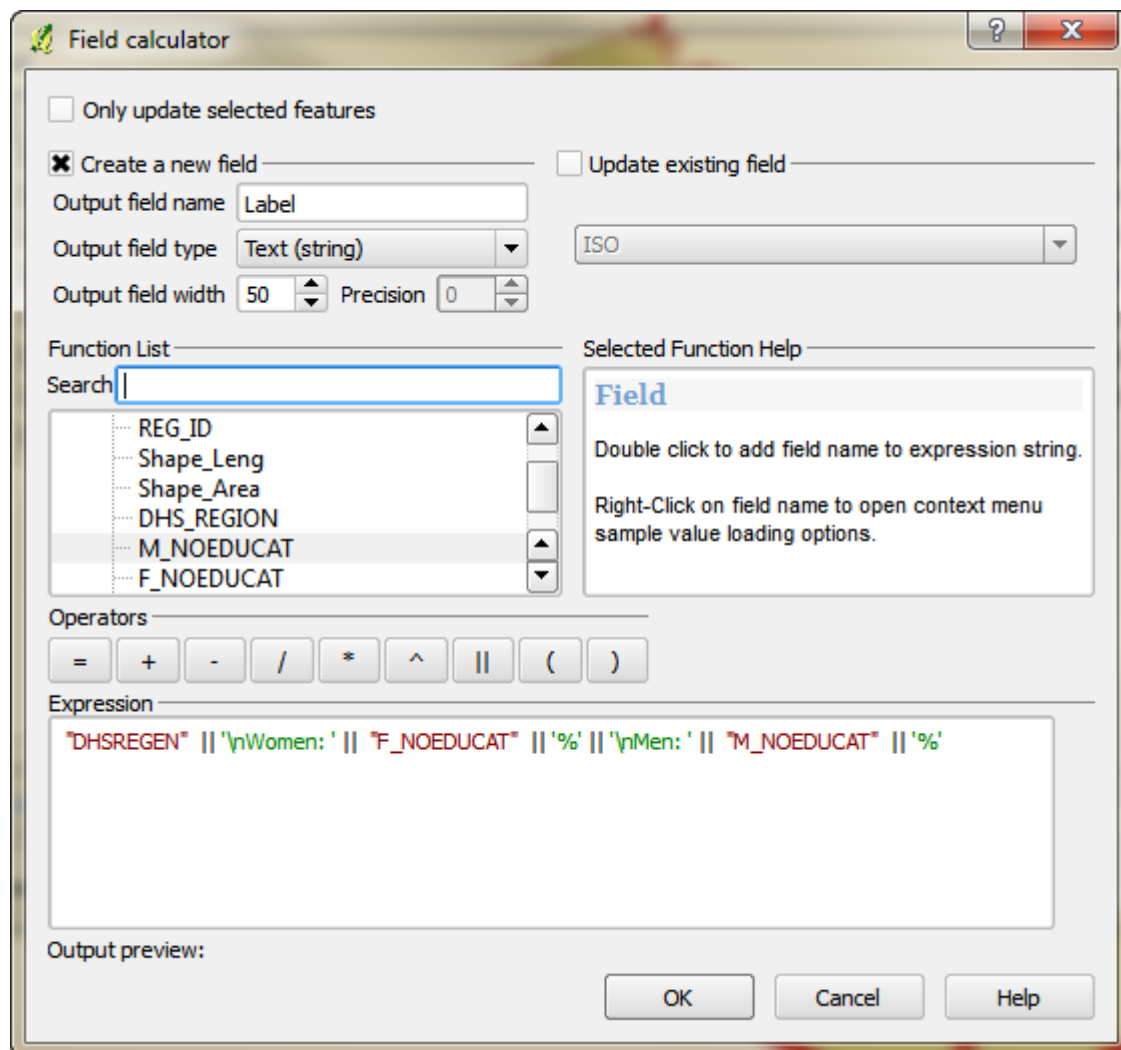 Field calculator
Only update selected features
Create a new field
Update existing field
Output field name Label
Output field type Text (string)
ISO
Output field width 50 Precision 0
Function List
Selected Function Help
Search
Field
REG_ID
Shape_Leng
Shape_Area
DHS_REGION
M_NOEDUCAT
F_NOEDUCAT
Double click to add field name to expression string.
Right-Click on field name to open context menu
sample value loading options.
Operators
= + - / * ^ || ( )
Expression
"DHSREGEN" || '\nWomen: ' || "F_NOEDUCAT" || '%' || '\nMen: ' || "M_NOEDUCAT" || '%'
Output preview:
OK Cancel Help